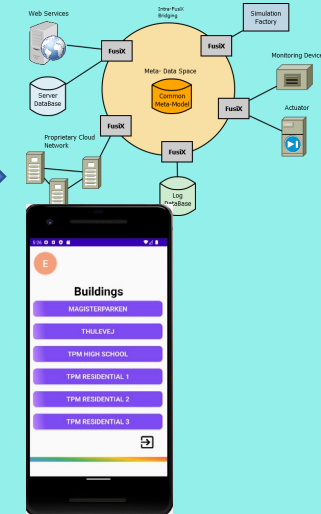 Web Services
Intra-FusiX
Bridging
Simulation
Factory
FusiX
FusiX
Monitoring Device
Meta- Data Space
Server
DataBase
Common
Meta-Model
FusiX
FusiX
Actuator
Proprietary Cloud
Network
FusiX
Log
DataBase
E
Buildings
MAGISTERPARKEN
THULEVEJ
TPM HIGH SCHOOL
TPM RESIDENTIAL 1
TPM RESIDENTIAL 2
TPM RESIDENTIAL 3